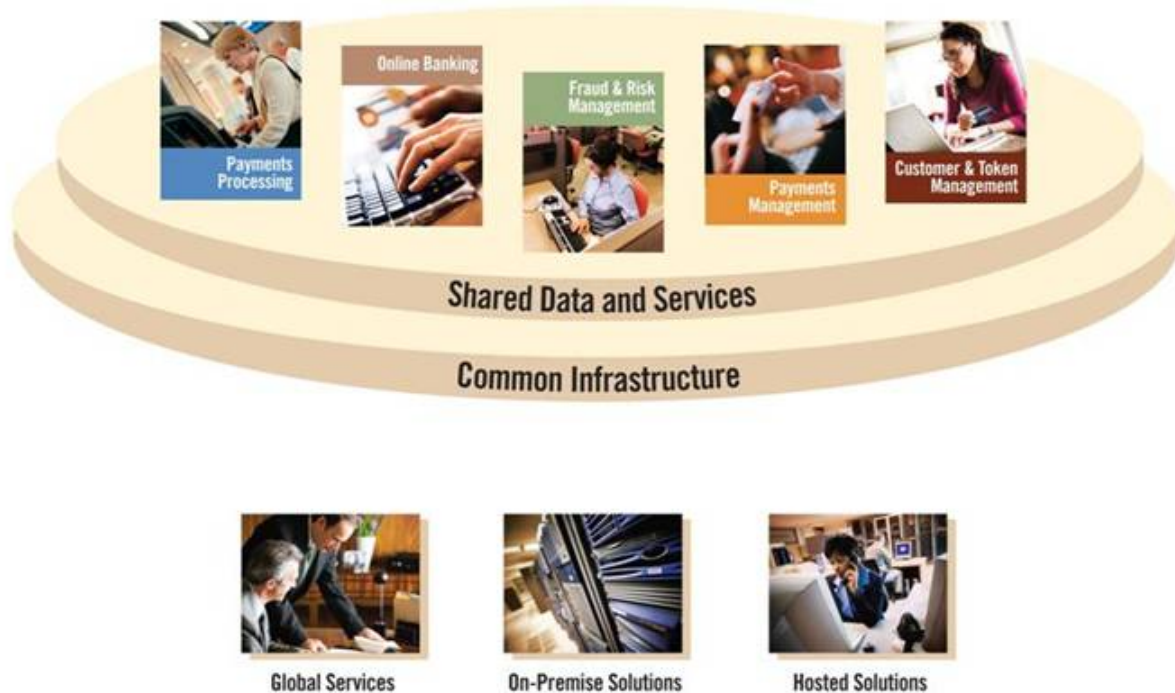 Online Banking
Fraud & Risk
Management
Payments
Processing
Payments
Management
Customer & Token
Management
Shared Data and Services
Common Infrastructure
Global Services
On-Premise Solutions
Hosted Solutions